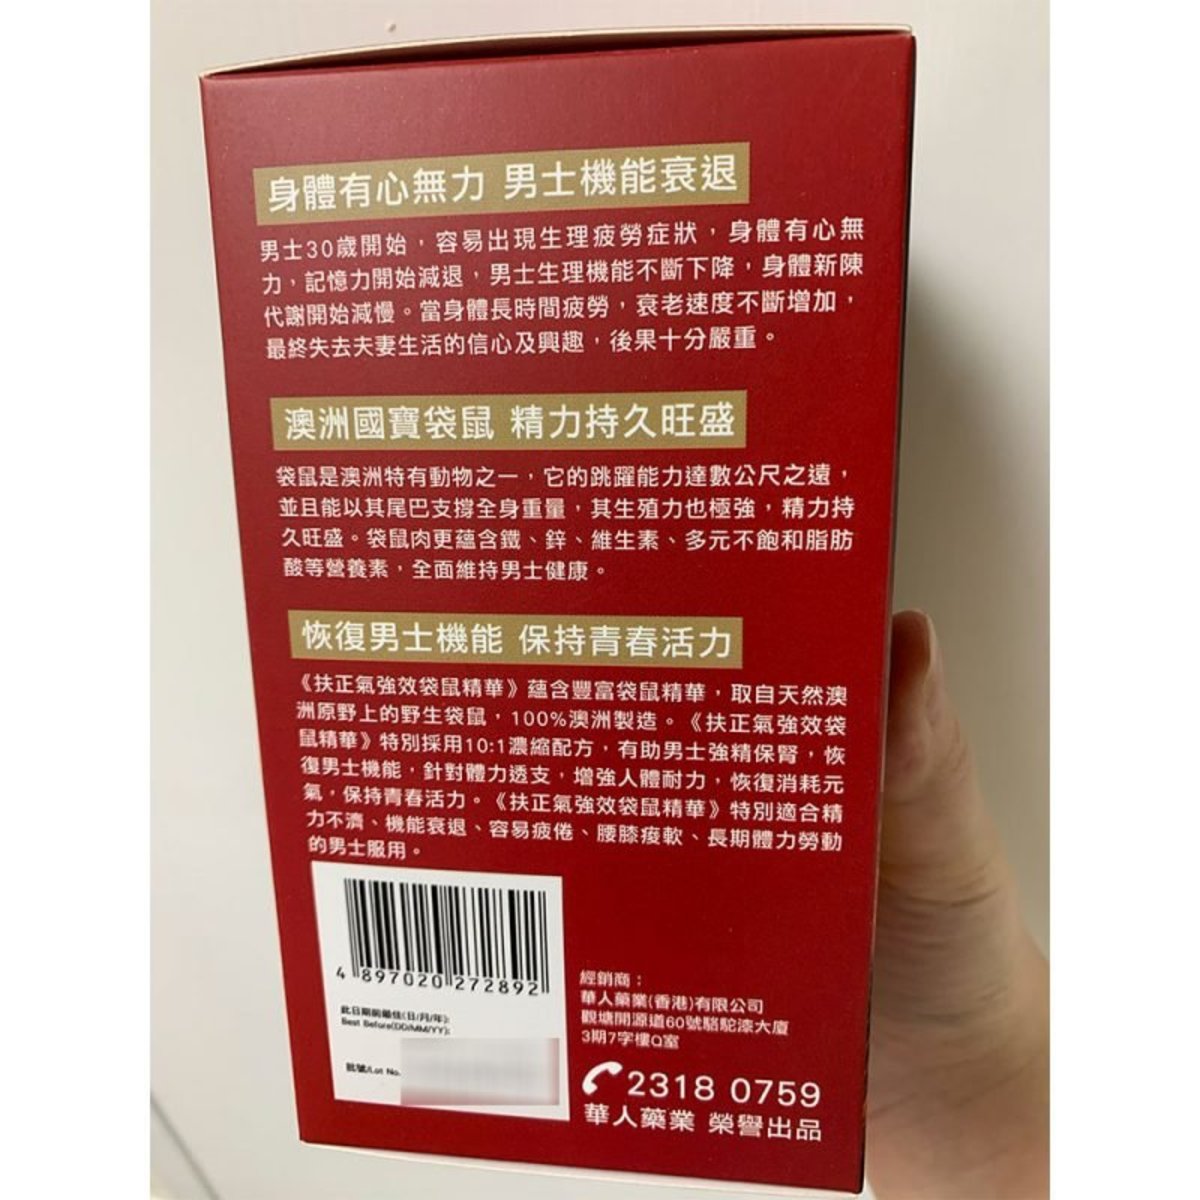 身體有心無力 男士機能衰退
男士30歲開始，容易出現生理疲勞症狀，身體有心無
力，記憶力開始減退，男士生理機能不斷下降，身體新陳
代謝開始減慢。當身體長時間疲勞，衰老速度不斷增加，
最終失去夫妻生活的信心及興趣，後果十分嚴重。
澳洲國寶袋鼠 精力持久旺盛
袋鼠是澳洲特有動物之一，它的跳躍能力達數公尺之遠，
並且能以其尾巴支撐全身重量，其生殖力也極強，精力持
久旺盛。袋鼠肉更蘊含鐵、鋅、維生素、多元不飽和脂肪
酸等營養素，全面維持男士健康。
恢復男士機能 保持青春活力
《扶正氣強效袋鼠精華》蘊含豐富袋鼠精華，取自天然澳
洲原野上的野生袋鼠，100%澳洲製造。《扶正氣強效袋
鼠精華》特別採用10:1濃縮配方，有助男士強精保腎，恢
復男士機能，針對體力透支，增強人體耐力，恢復消耗元
氣，保持青春活力。《扶正氣強效袋鼠精華》特別適合精
力不濟、機能衰退、容易疲倦、腰膝痠軟、長期體力勞動
的男士服用。
4 897020 272892
此日期前最佳(日/月/年):
Best Before(DD/MM/YY):
批號/Lot No.
經銷商：
華人藥業(香港)有限公司
觀塘開源道60號駱駝漆大廈
3期7字樓Q室
2318 0759
華人藥業 榮譽出品